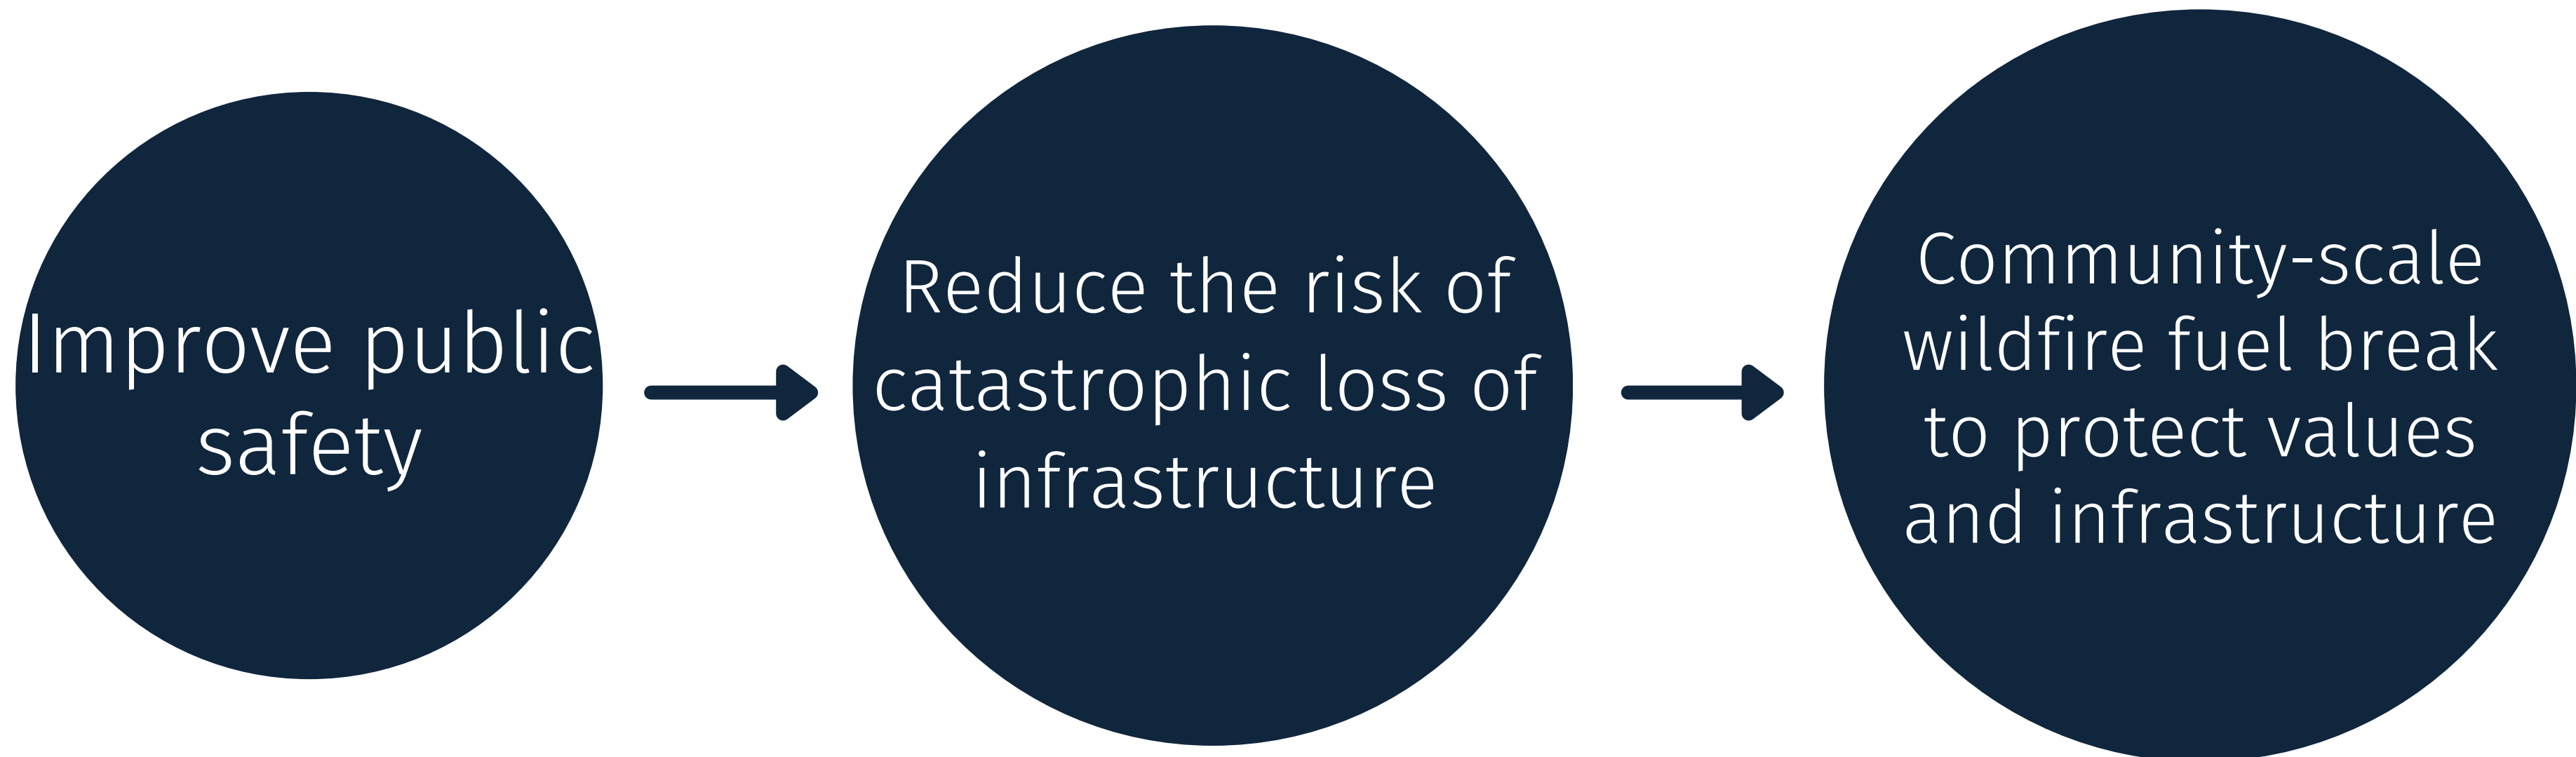 Improve public
safety
Reduce the risk of
catastrophic loss of
infrastructure
Community-scale
wildfire fuel break
to protect values
and infrastructure